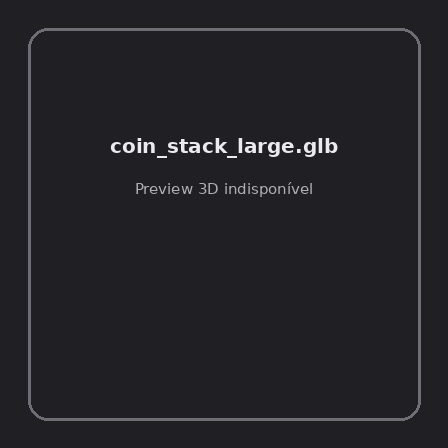 coin_stack_large.glb
Preview 3D indisponível